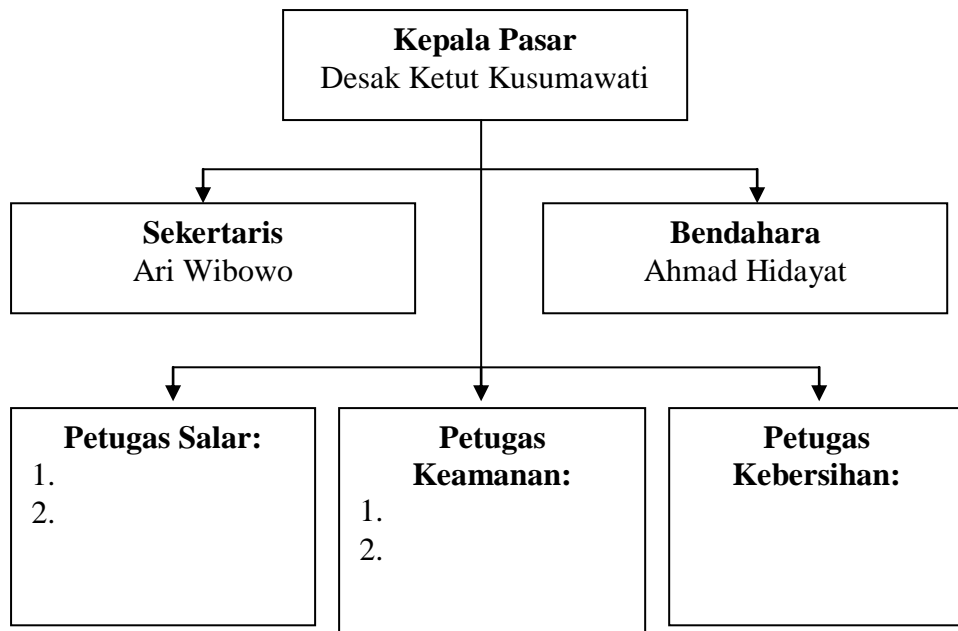 Kepala Pasar
Desak Ketut Kusumawati
Sekertaris
Ari Wibowo
Bendahara
Ahmad Hidayat
Petugas Salar:
1.
2.
Petugas
Keamanan:
1.
2.
Petugas
Kebersihan: